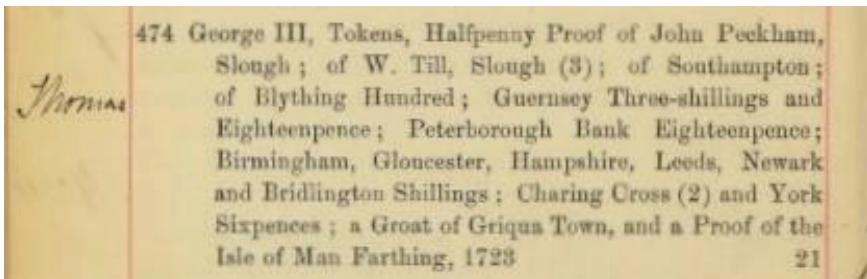 474 George III, Tokens, Halfpenny Proof of John Peckham,
Slough ; of W. Till, Slough (3) ; of Southampton ;
Thomas
of Blything Hundred ; Guernsey Three-shillings and
Eighteenpence ; Peterborough Bank Eighteenpence ;
Birmingham, Gloucester, Hampshire, Leeds, Newark
and Bridlington Shillings ; Charing Cross (2) and York
Sixpences ; a Groat of Griqua Town, and a Proof of the
Isle of Man Farthing, 1723 21